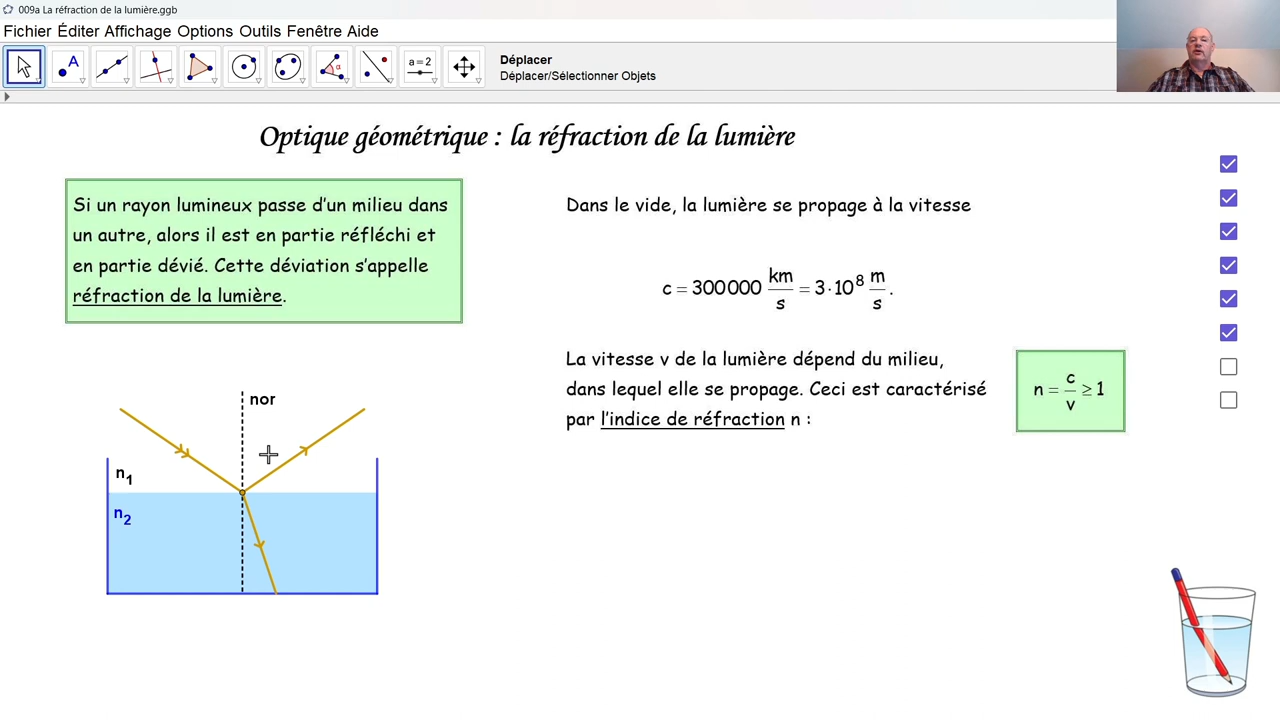 009a La réfraction de la lumière.ggb
Fichier Éditer Affichage Options Outils Fenêtre Aide
A
α
a = 2
Déplacer
Déplacer/Sélectionner Objets
Optique géométrique : la réfraction de la lumière
Si un rayon lumineux passe d’un milieu dans
un autre, alors il est en partie réfléchi et
en partie dévié. Cette déviation s’appelle
réfraction de la lumière.
Dans le vide, la lumière se propage à la vitesse
c = 300 000 km/s = 3 · 10⁸ m/s .
La vitesse v de la lumière dépend du milieu,
dans lequel elle se propage. Ceci est caractérisé
par l’indice de réfraction n :
n = c/v ≥ 1
nor
n₁
n₂